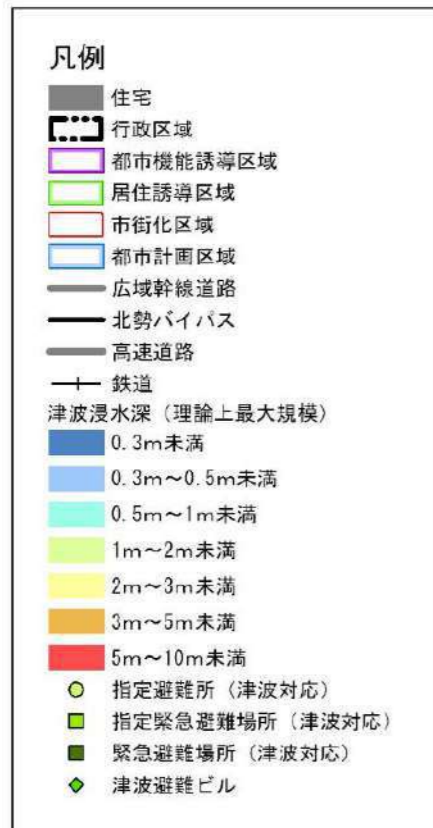 凡例
住宅
行政区域
都市機能誘導区域
居住誘導区域
市街化区域
都市計画区域
広域幹線道路
北勢バイパス
高速道路
鉄道
津波浸水深（理論上最大規模）
0.3m未満
0.3m～0.5m未満
0.5m～1m未満
1m～2m未満
2m～3m未満
3m～5m未満
5m～10m未満
指定避難所（津波対応）
指定緊急避難場所（津波対応）
緊急避難場所（津波対応）
津波避難ビル